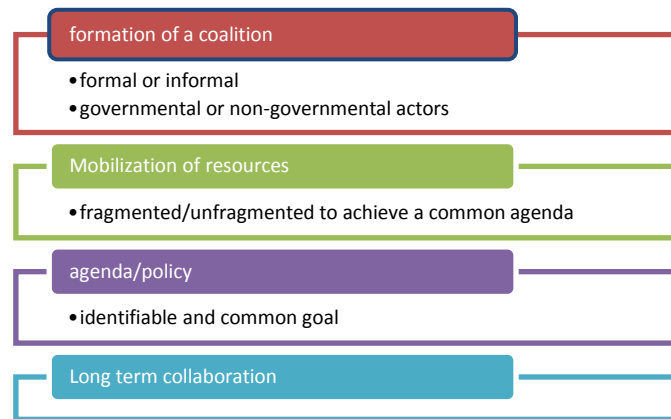 formation of a coalition
•formal or informal
•governmental or non-governmental actors
Mobilization of resources
•fragmented/unfragmented to achieve a common agenda
agenda/policy
•identifiable and common goal
Long term collaboration